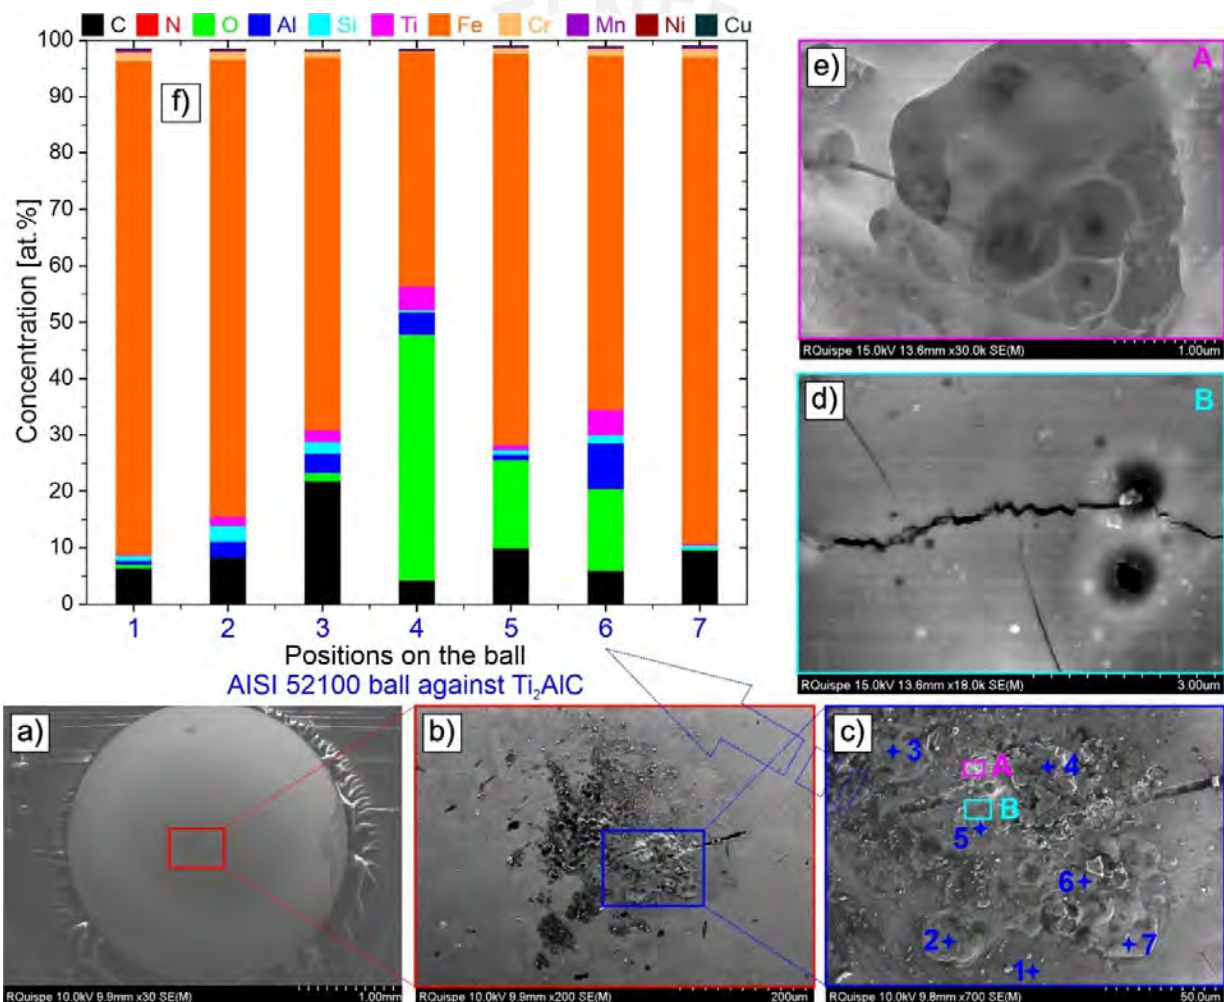 C N O Al Si Ti Fe Cr Mn Ni Cu
100
90
80
70
60
50
40
30
20
10
0
Concentration [at.%]
f)
1 2 3 4 5 6 7
Positions on the ball
AISI 52100 ball against Ti₂AlC
e)
A
RQuispe 15.0kV 13.6mm x30.0k SE(M) 1.00um
d)
B
RQuispe 15.0kV 13.6mm x18.0k SE(M) 3.00um
a)
RQuispe 10.0kV 9.9mm x30 SE(M) 1.00mm
b)
RQuispe 10.0kV 9.9mm x200 SE(M) 200um
c)
3
A
4
B
5
6
2
7
1
RQuispe 10.0kV 9.8mm x700 SE(M) 50.0um